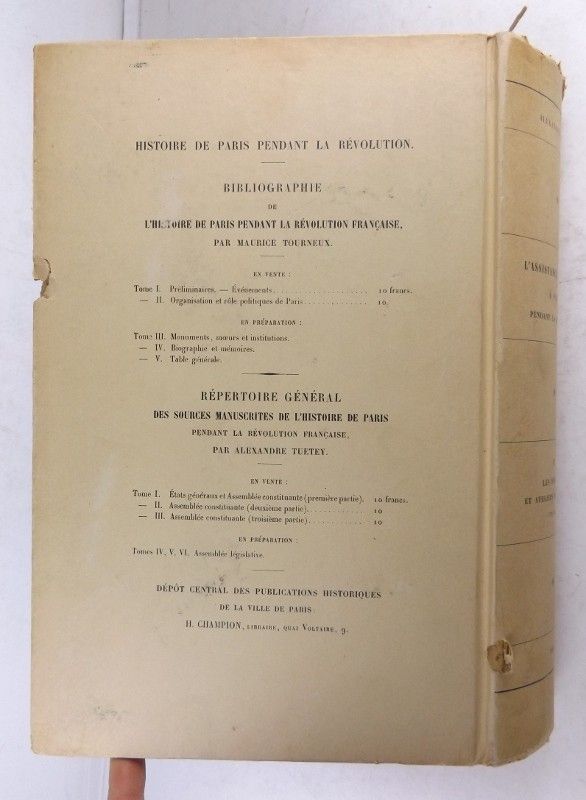 HISTOIRE DE PARIS PENDANT LA RÉVOLUTION.
BIBLIOGRAPHIE
DE
L'HISTOIRE DE PARIS PENDANT LA RÉVOLUTION FRANÇAISE,
PAR MAURICE TOURNEUX.
EN VENTE :
Tome I. Préliminaires. — Événements.................... 10 francs.
— II. Organisation et rôle politiques de Paris.............. 10.
EN PRÉPARATION :
Tome III. Monuments, mœurs et institutions.
— IV. Biographie et mémoires.
— V. Table générale.
RÉPERTOIRE GÉNÉRAL
DES SOURCES MANUSCRITES DE L'HISTOIRE DE PARIS
PENDANT LA RÉVOLUTION FRANÇAISE,
PAR ALEXANDRE TUETEY.
EN VENTE :
Tome I. États généraux et Assemblée constituante (première partie). 10 francs.
— II. Assemblée constituante (deuxième partie)............. 10
— III. Assemblée constituante (troisième partie)............. 10
EN PRÉPARATION :
Tomes IV, V, VI. Assemblée législative.
DÉPÔT CENTRAL DES PUBLICATIONS HISTORIQUES
DE LA VILLE DE PARIS:
H. CHAMPION, LIBRAIRE, QUAI VOLTAIRE, 9.
L'ASSISTANCE
PENDANT LA
LES
ET ATELIERS